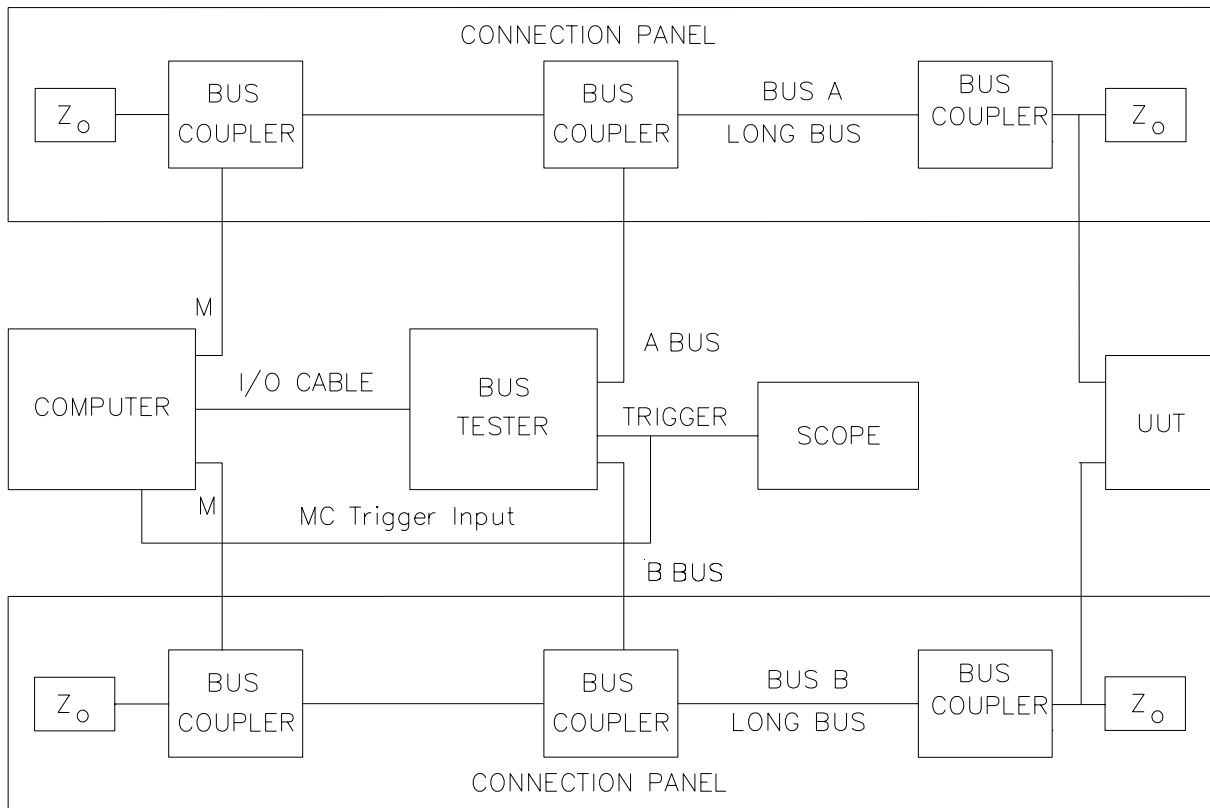 CONNECTION PANEL
Z O
BUS
COUPLER
BUS
COUPLER
BUS A
LONG BUS
BUS
COUPLER
Z O
M
A BUS
COMPUTER
I/O CABLE
BUS
TESTER
TRIGGER
SCOPE
UUT
M
MC Trigger Input
B BUS
Z O
BUS
COUPLER
BUS
COUPLER
BUS B
LONG BUS
BUS
COUPLER
Z O
CONNECTION PANEL